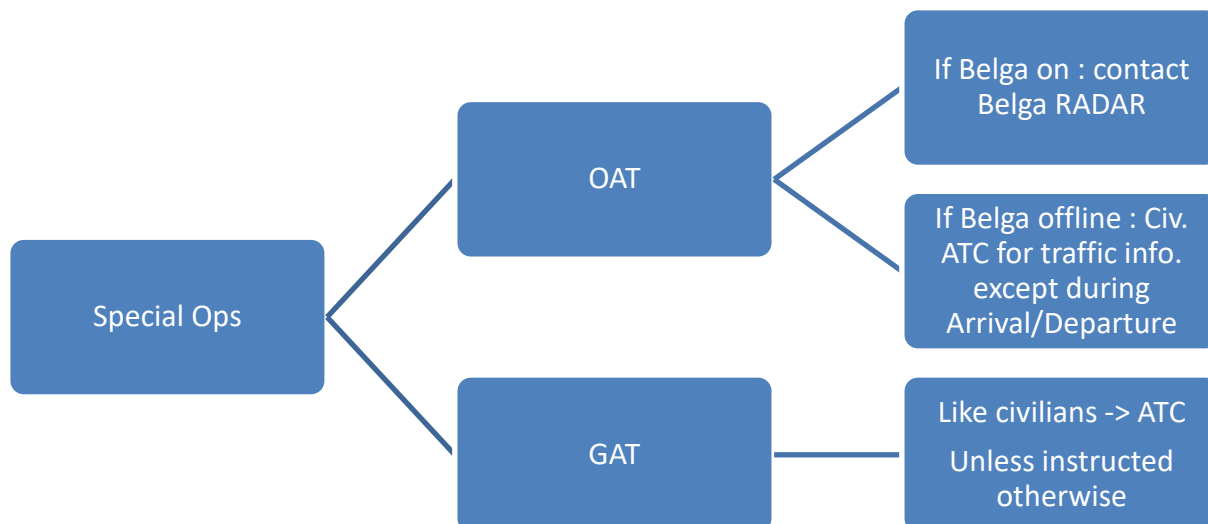 Special Ops
OAT
If Belga on : contact
Belga RADAR
If Belga offline : Civ.
ATC for traffic info.
except during
Arrival/Departure
GAT
Like civilians -> ATC
Unless instructed
otherwise